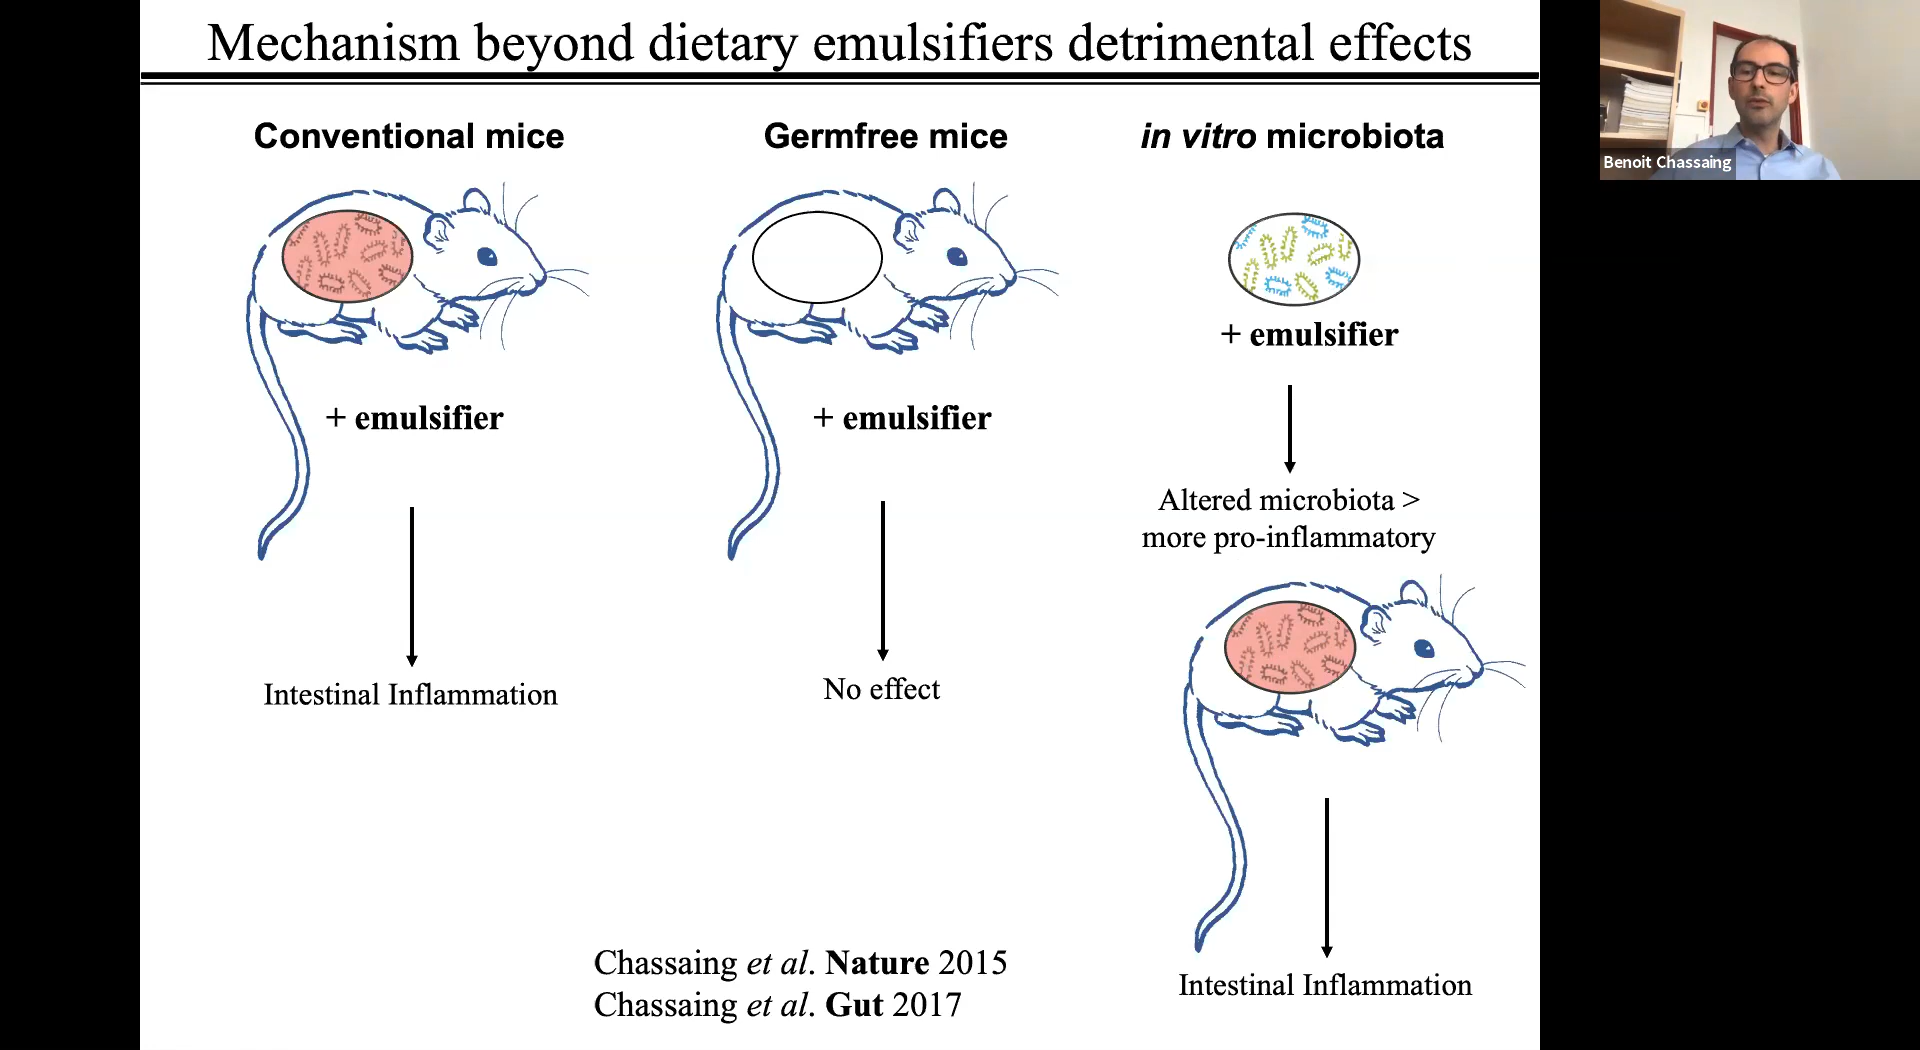 Mechanism beyond dietary emulsifiers detrimental effects
Benoit Chassaing
Conventional mice
+ emulsifier
Intestinal Inflammation
Germfree mice
+ emulsifier
No effect
in vitro microbiota
+ emulsifier
Altered microbiota >
more pro-inflammatory
Intestinal Inflammation
Chassaing et al. Nature 2015
Chassaing et al. Gut 2017